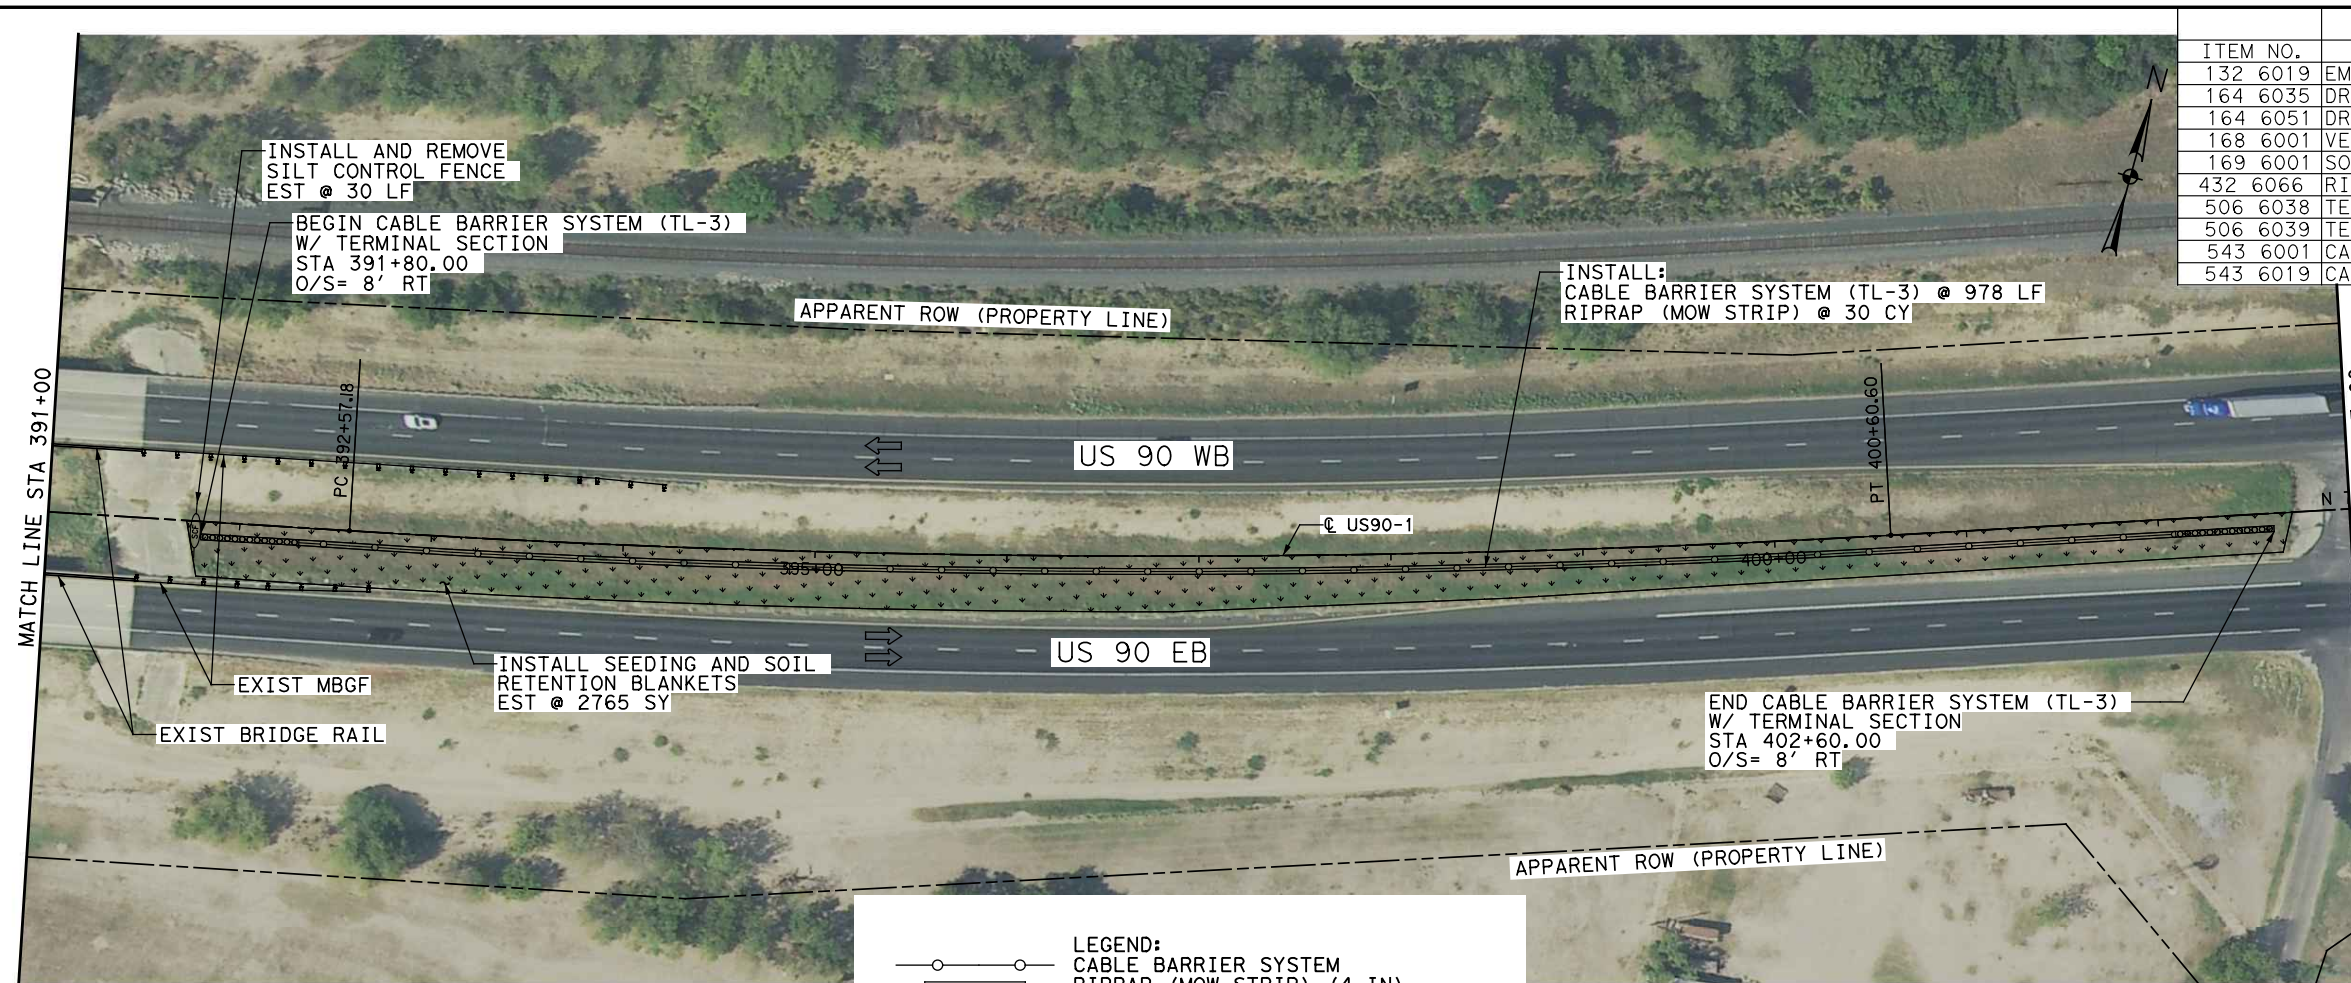 ITEM NO.
132 6019 EM
164 6035 DR
164 6051 DR
168 6001 VE
169 6001 SO
432 6066 RI
506 6038 TE
506 6039 TE
543 6001 CA
543 6019 CA
N
INSTALL AND REMOVE
SILT CONTROL FENCE
EST @ 30 LF
BEGIN CABLE BARRIER SYSTEM (TL-3)
W/ TERMINAL SECTION
STA 391+80.00
O/S= 8' RT
INSTALL:
CABLE BARRIER SYSTEM (TL-3) @ 978 LF
RIPRAP (MOW STRIP) @ 30 CY
APPARENT ROW (PROPERTY LINE)
MATCH LINE STA 391+00
PC 392+57.18
PT 400+60.60
US 90 WB
N
℄ US90-1
395+00
400+00
US 90 EB
INSTALL SEEDING AND SOIL
RETENTION BLANKETS
EST @ 2765 SY
EXIST MBGF
EXIST BRIDGE RAIL
END CABLE BARRIER SYSTEM (TL-3)
W/ TERMINAL SECTION
STA 402+60.00
O/S= 8' RT
APPARENT ROW (PROPERTY LINE)
LEGEND:
CABLE BARRIER SYSTEM
RIPRAP (MOW STRIP) (4 IN)